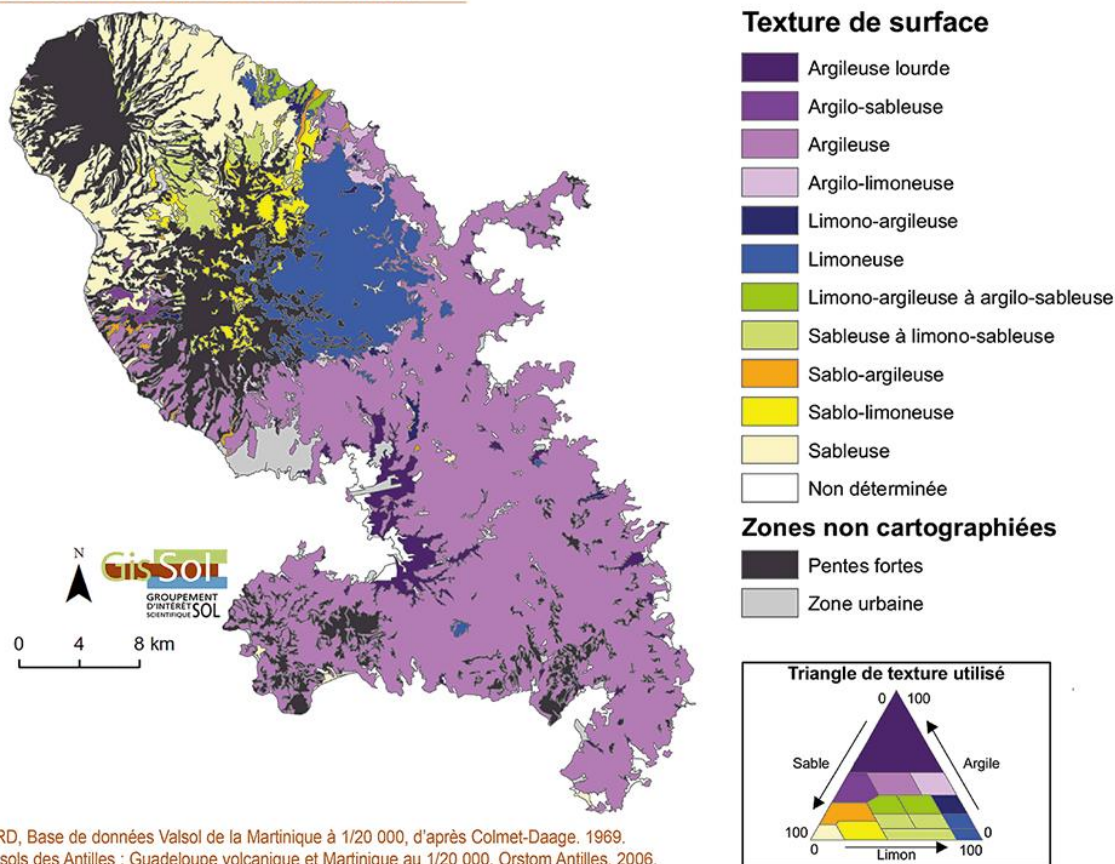 Texture de surface
Argileuse lourde
Argilo-sableuse
Argileuse
Argilo-limoneuse
Limono-argileuse
Limoneuse
Limono-argileuse à argilo-sableuse
Sableuse à limono-sableuse
Sablo-argileuse
Sablo-limoneuse
Sableuse
Non déterminée
Zones non cartographiées
Pentes fortes
Zone urbaine
N
GisSol
GROUPEMENT
D'INTÉRÊT
SCIENTIFIQUE SOL
0 4 8 km
Triangle de texture utilisé
0 100
Sable Argile
100 0
0 Limon 100
RD, Base de données Valsol de la Martinique à 1/20 000, d'après Colmet-Daage. 1969.
sols des Antilles : Guadeloupe volcanique et Martinique au 1/20 000. Orstom Antilles. 2006.